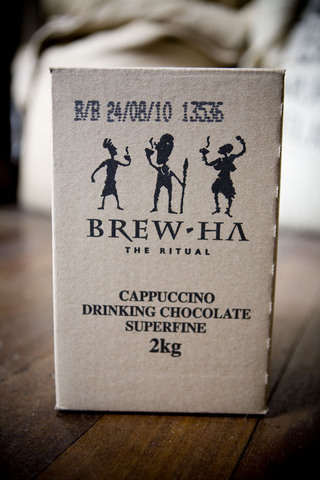 B/B 24/08/10 13536
BREW·HA
THE RITUAL
CAPPUCCINO
DRINKING CHOCOLATE
SUPERFINE
2kg